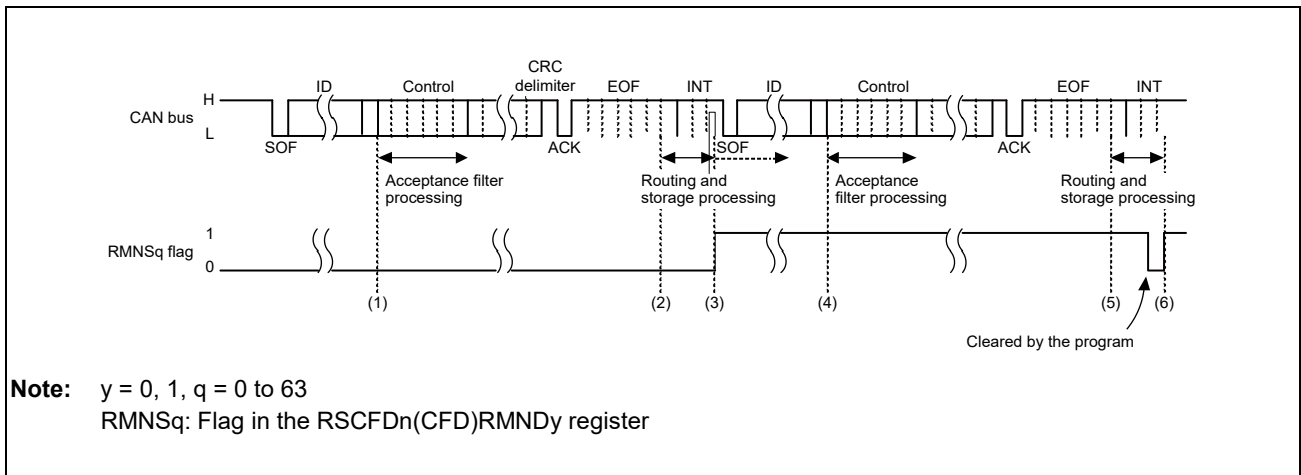 CRC
ID Control delimiter EOF INT ID Control EOF INT
H
CAN bus
L
SOF ACK SOF ACK
Acceptance filter processing
Routing and storage processing
Acceptance filter processing
Routing and storage processing
1
RMNSq flag
0
(1) (2) (3) (4) (5) (6)
Cleared by the program
Note: y = 0, 1, q = 0 to 63
RMNSq: Flag in the RSCFDn(CFD)RMNDy register